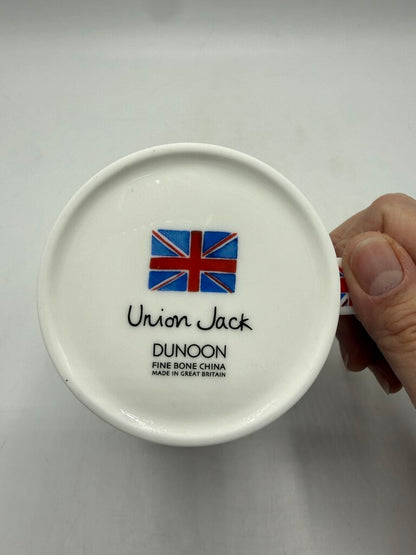 Union Jack
DUNOON
FINE BONE CHINA
MADE IN GREAT BRITAIN